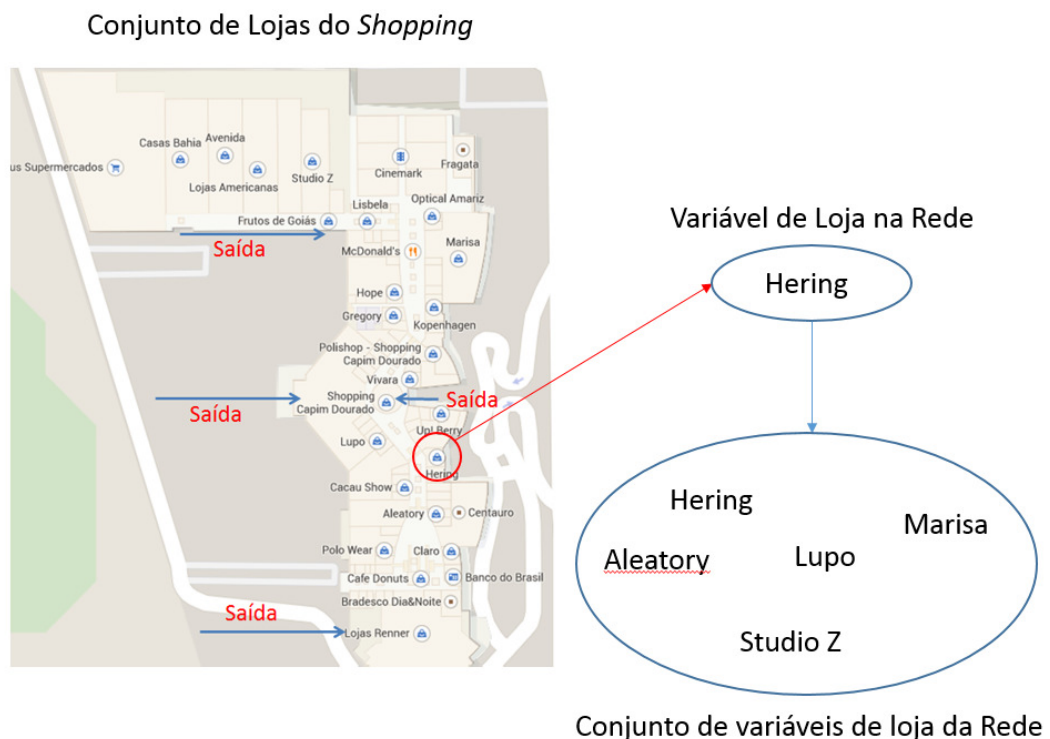 Conjunto de Lojas do Shopping
Casas Bahia
Avenida
us Supermercados
Lojas Americanas
Studio Z
Cinemark
Fragata
Lisbela
Optical Amariz
Frutos de Goiás
Saída
McDonald's
Marisa
Hope
Gregory
Kopenhagen
Polishop - Shopping
Capim Dourado
Vivara
Shopping
Capim Dourado
Saída
Saída
Up! Berry
Lupo
Hering
Cacau Show
Aleatory
Centauro
Polo Wear
Claro
Cafe Donuts
Banco do Brasil
Bradesco Dia&Noite
Saída
Lojas Renner
Variável de Loja na Rede
Hering
Hering
Marisa
Aleatory
Lupo
Studio Z
Conjunto de variáveis de loja da Rede